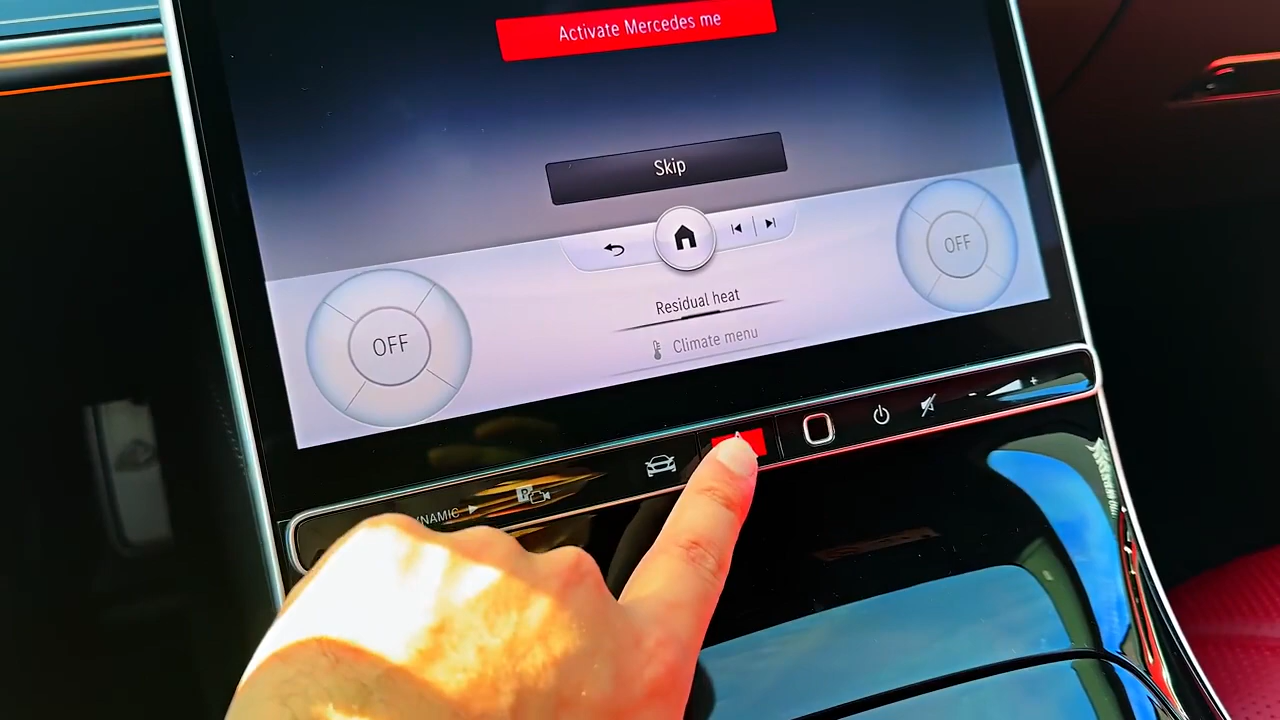 Activate Mercedes me
Skip
OFF
OFF
Residual heat
Climate menu
P